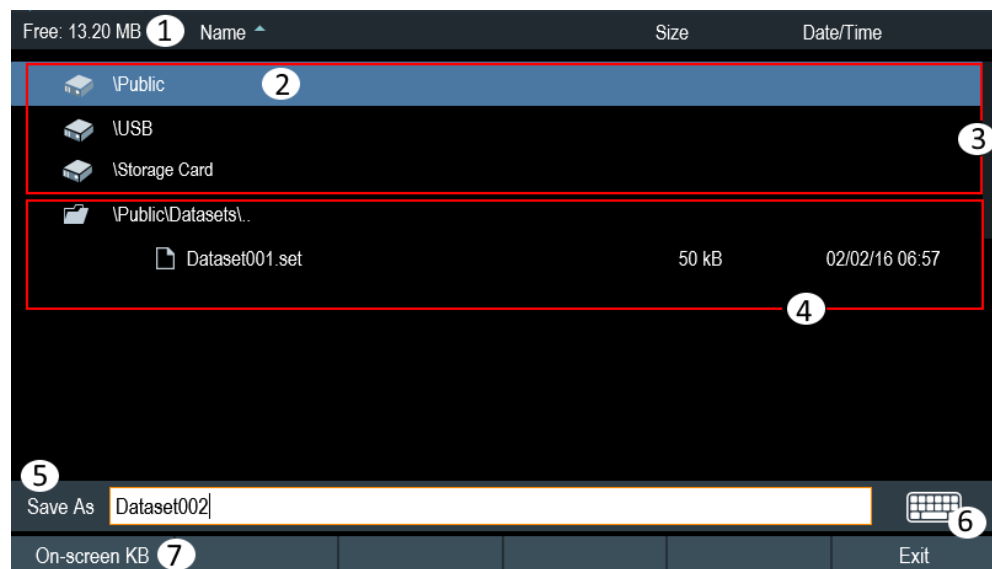 Free: 13.20 MB 1 Name Size Date/Time
\Public 2
\USB
3
\Storage Card
\Public\Datasets\..
Dataset001.set 50 kB 02/02/16 06:57
4
5
Save As Dataset002
6
On-screen KB 7 Exit